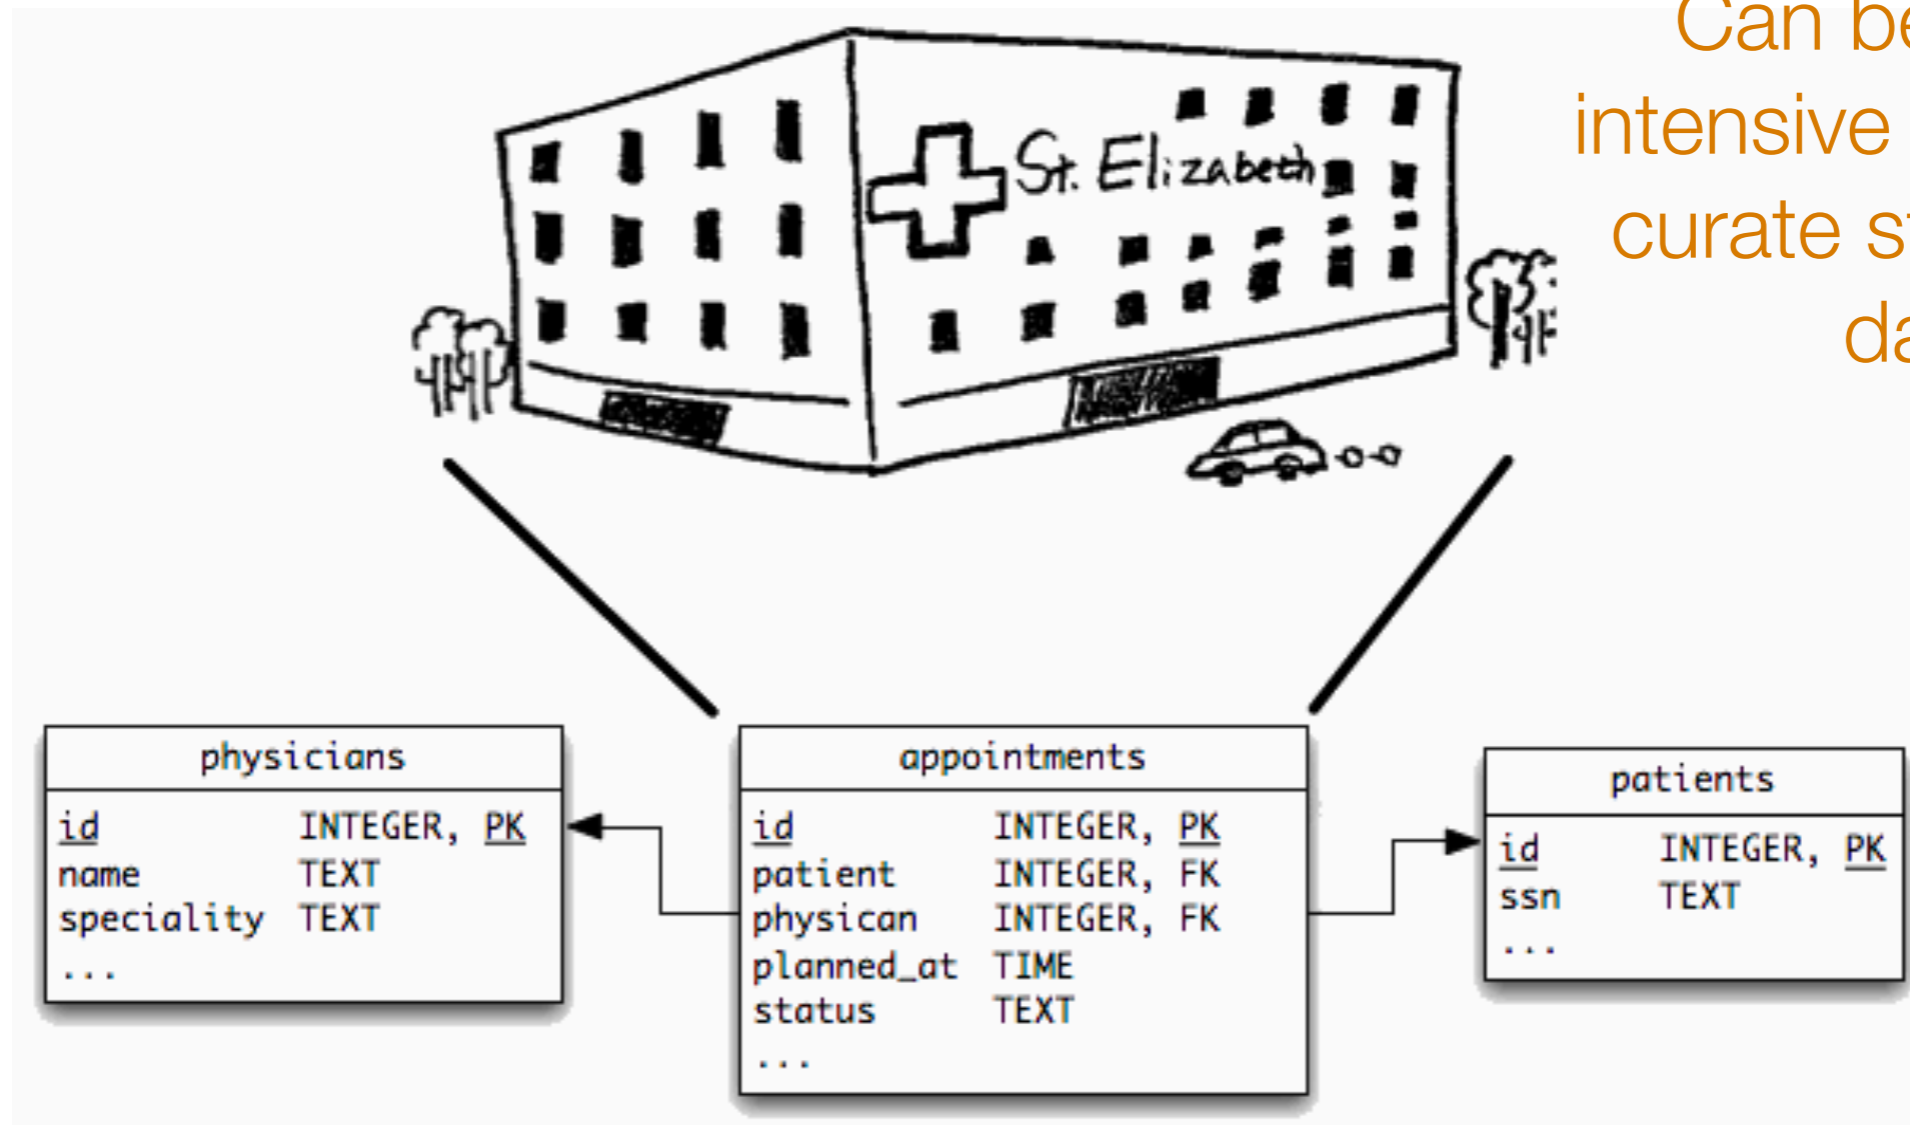 Can be
intensive
curate st
da
St. Elizabeth
physicians
id INTEGER, PK
name TEXT
speciality TEXT
...
appointments
id INTEGER, PK
patient INTEGER, FK
physican INTEGER, FK
planned_at TIME
status TEXT
...
patients
id INTEGER, PK
ssn TEXT
...